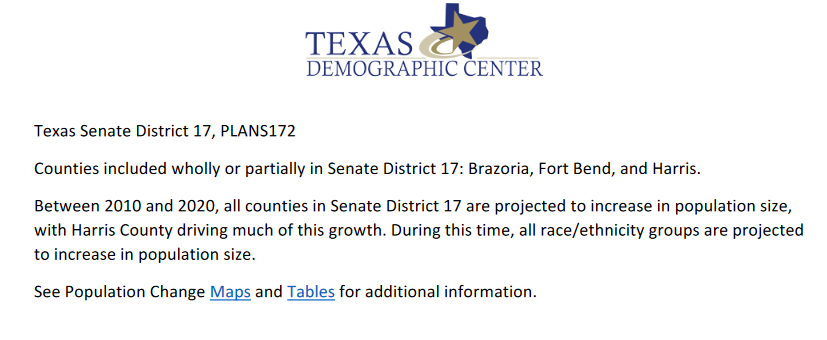 TEXAS
DEMOGRAPHIC CENTER
Texas Senate District 17, PLANS172
Counties included wholly or partially in Senate District 17: Brazoria, Fort Bend, and Harris.
Between 2010 and 2020, all counties in Senate District 17 are projected to increase in population size,
with Harris County driving much of this growth. During this time, all race/ethnicity groups are projected
to increase in population size.
See Population Change Maps and Tables for additional information.